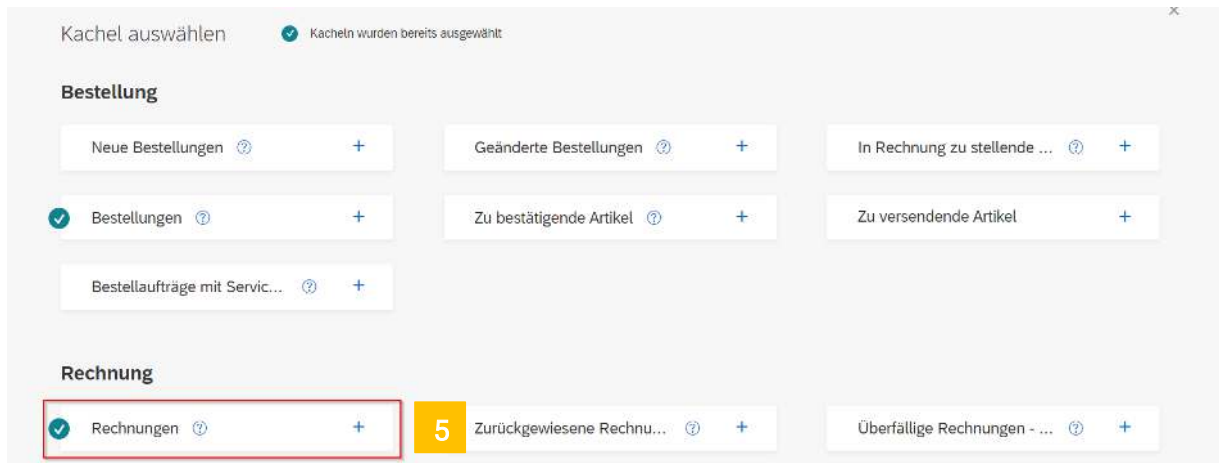 Kachel auswählen
Kacheln wurden bereits ausgewählt
Bestellung
Neue Bestellungen
Geänderte Bestellungen
In Rechnung zu stellende ...
Bestellungen
Zu bestätigende Artikel
Zu versendende Artikel
Bestellaufträge mit Servic...
Rechnung
Rechnungen
5
Zurückgewiesene Rechnu...
Überfällige Rechnungen - ...